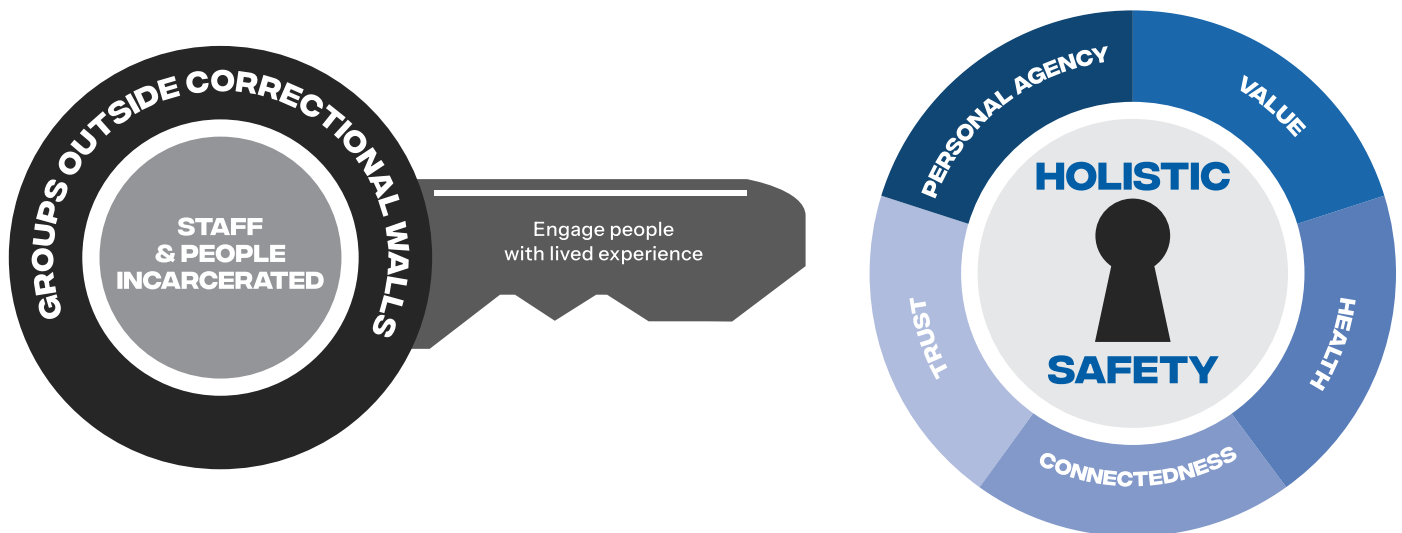 GROUPS OUTSIDE CORRECTIONAL WALLS
STAFF
& PEOPLE
INCARCERATED
Engage people
with lived experience
PERSONAL AGENCY
VALUE
HEALTH
CONNECTEDNESS
TRUST
HOLISTIC
SAFETY